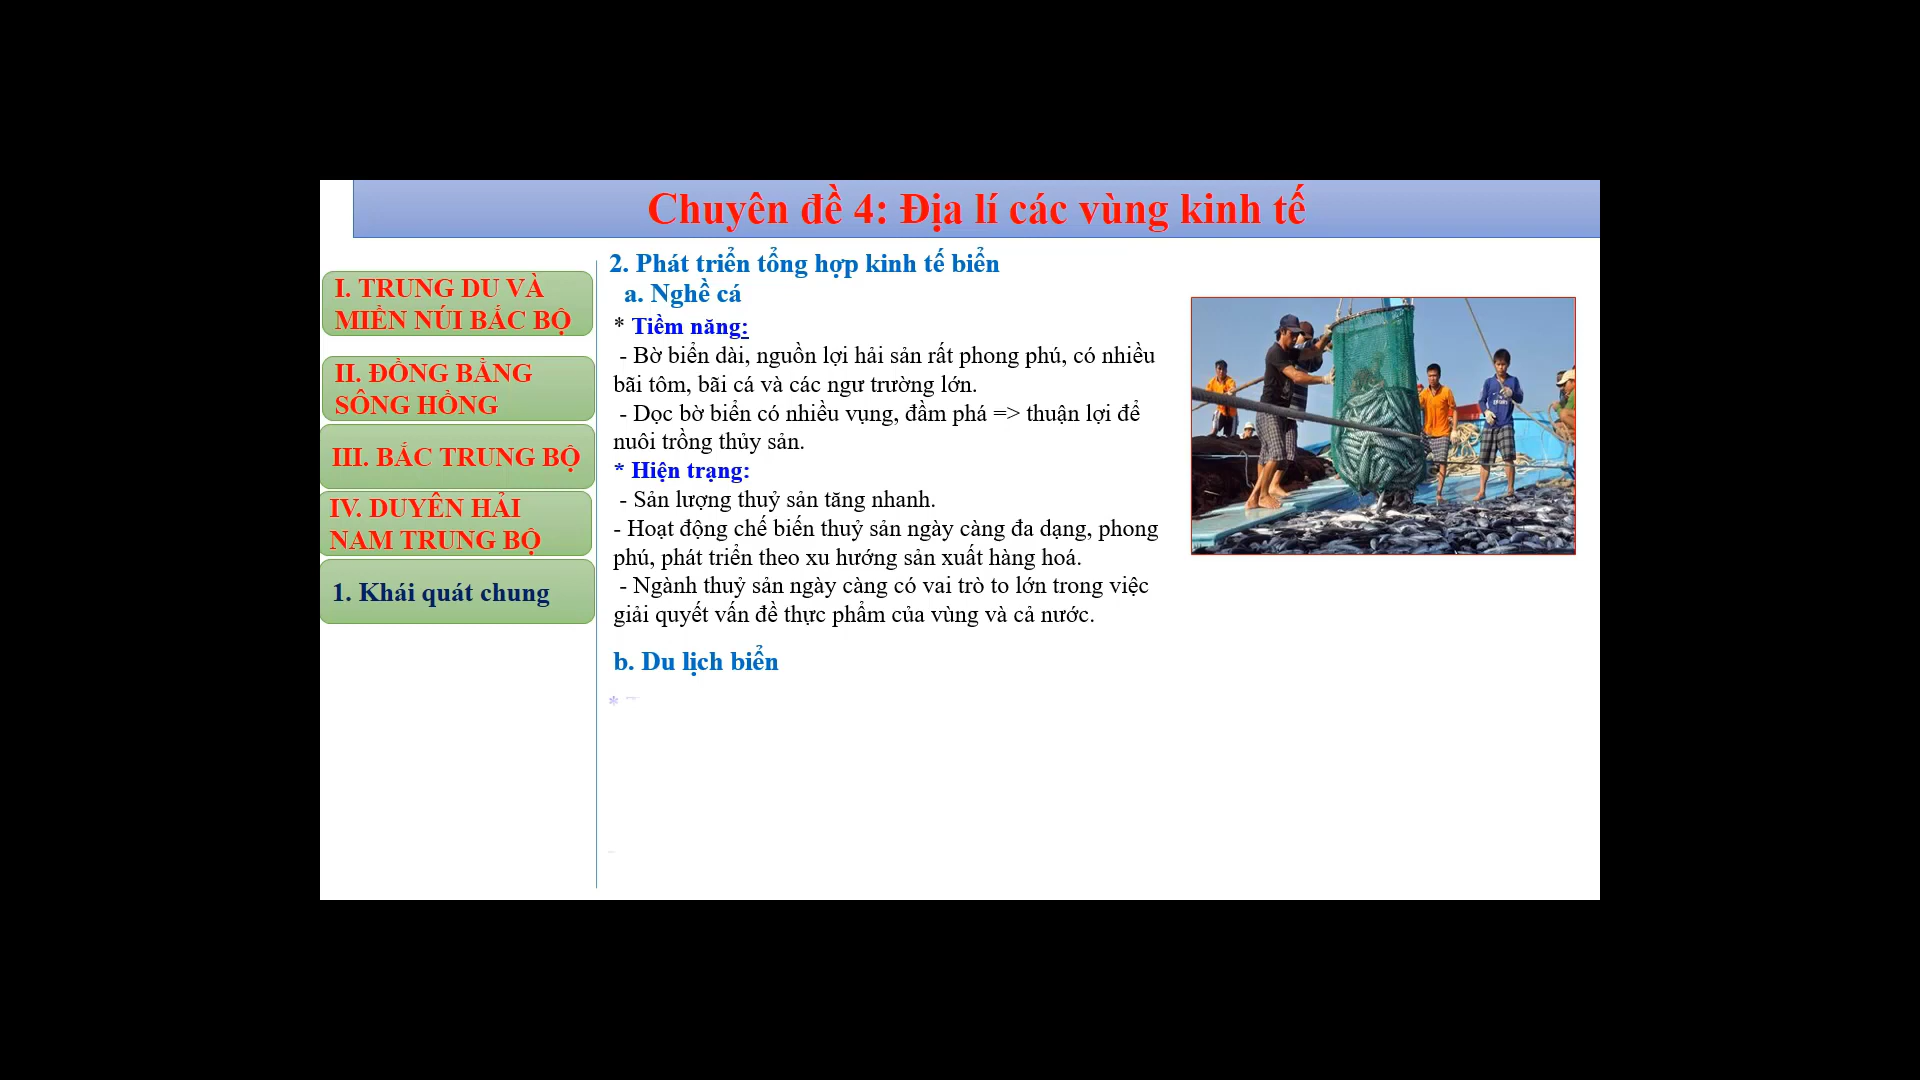 Chuyên đề 4: Địa lí các vùng kinh tế
I. TRUNG DU VÀ
MIỀN NÚI BẮC BỘ
II. ĐỒNG BẰNG
SÔNG HỒNG
III. BẮC TRUNG BỘ
IV. DUYÊN HẢI
NAM TRUNG BỘ
1. Khái quát chung
2. Phát triển tổng hợp kinh tế biển
a. Nghề cá
* Tiềm năng:
- Bờ biển dài, nguồn lợi hải sản rất phong phú, có nhiều
bãi tôm, bãi cá và các ngư trường lớn.
- Dọc bờ biển có nhiều vụng, đầm phá => thuận lợi để
nuôi trồng thủy sản.
* Hiện trạng:
- Sản lượng thuỷ sản tăng nhanh.
- Hoạt động chế biến thuỷ sản ngày càng đa dạng, phong
phú, phát triển theo xu hướng sản xuất hàng hoá.
- Ngành thuỷ sản ngày càng có vai trò to lớn trong việc
giải quyết vấn đề thực phẩm của vùng và cả nước.
b. Du lịch biển
*